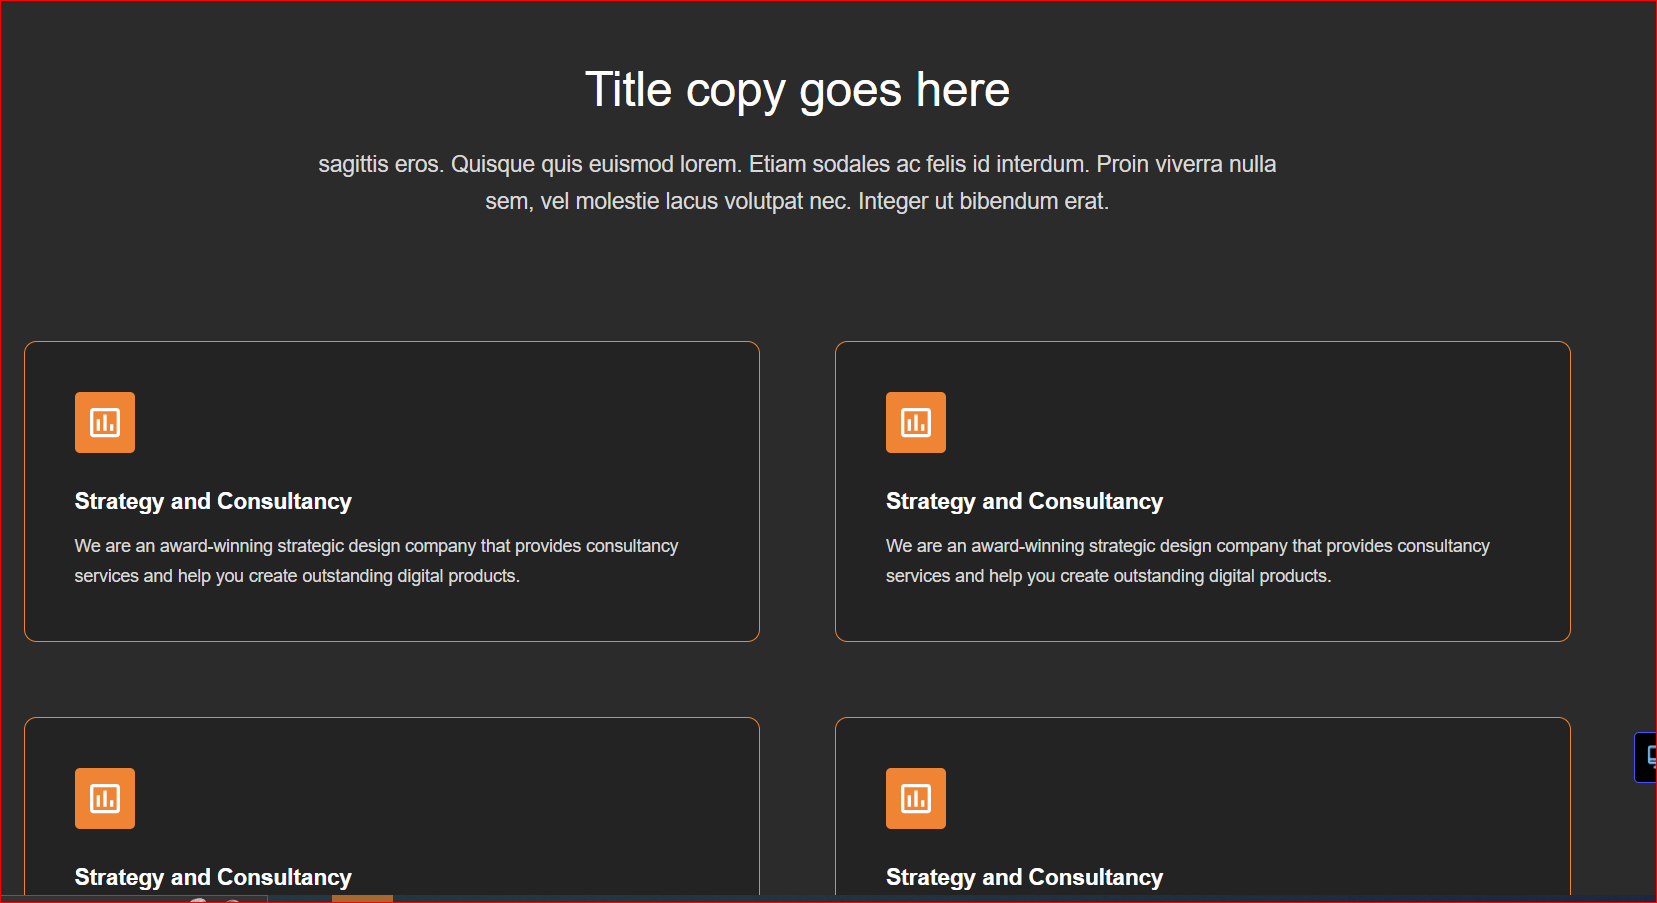 Title copy goes here
sagittis eros. Quisque quis euismod lorem. Etiam sodales ac felis id interdum. Proin viverra nulla
sem, vel molestie lacus volutpat nec. Integer ut bibendum erat.
Strategy and Consultancy
We are an award-winning strategic design company that provides consultancy
services and help you create outstanding digital products.
Strategy and Consultancy
We are an award-winning strategic design company that provides consultancy
services and help you create outstanding digital products.
Strategy and Consultancy
Strategy and Consultancy